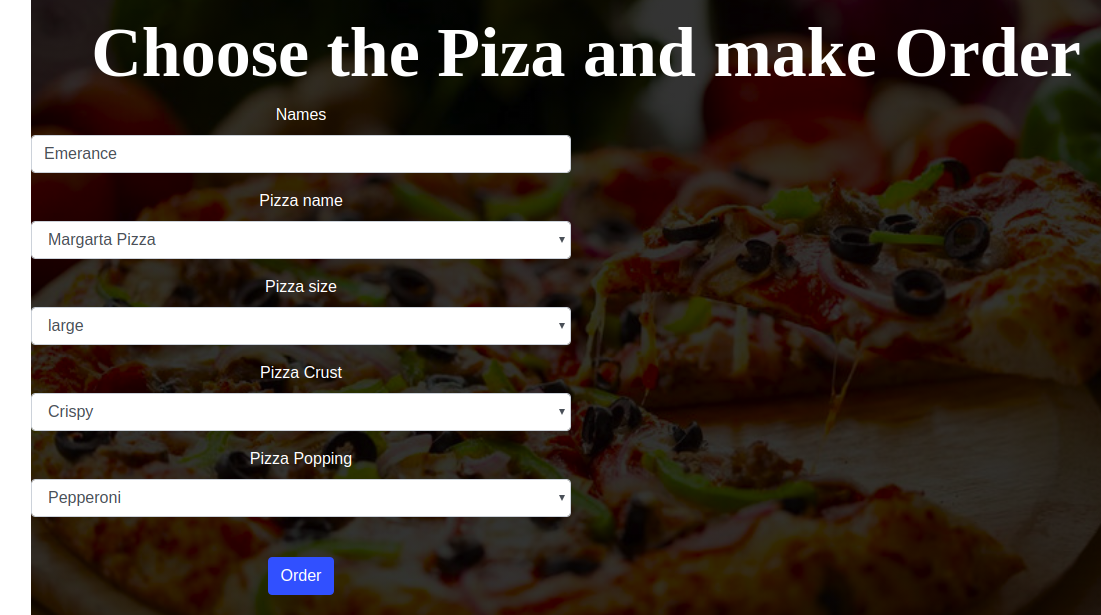 Choose the Piza and make Order
Names
Emerance
Pizza name
Margarta Pizza
Pizza size
large
Pizza Crust
Crispy
Pizza Popping
Pepperoni
Order